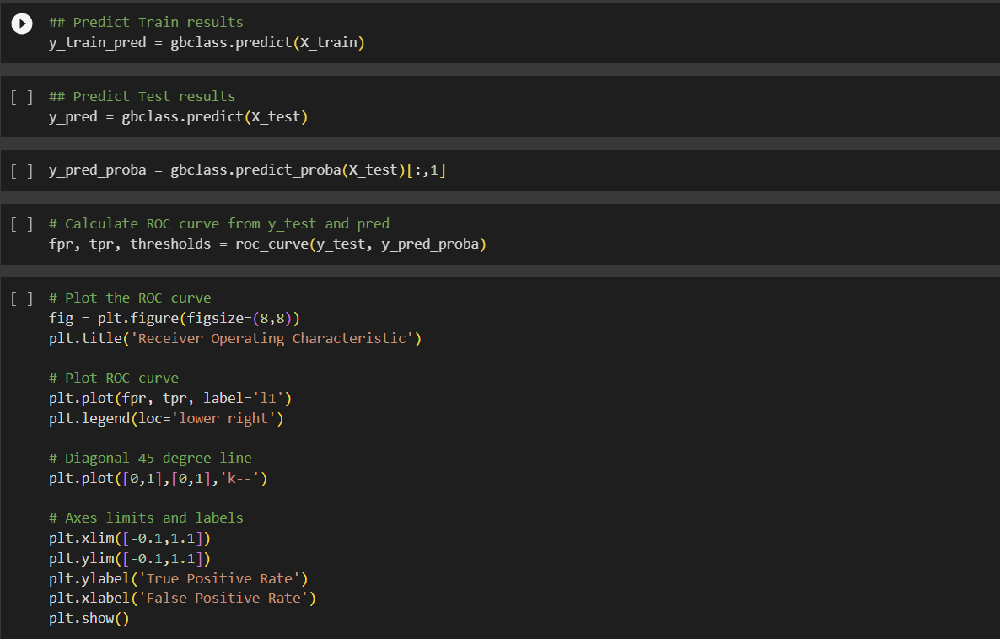 ## Predict Train results
y_train_pred = gbclass.predict(X_train)
[ ] ## Predict Test results
y_pred = gbclass.predict(X_test)
[ ] y_pred_proba = gbclass.predict_proba(X_test)[:,1]
[ ] # Calculate ROC curve from y_test and pred
fpr, tpr, thresholds = roc_curve(y_test, y_pred_proba)
[ ] # Plot the ROC curve
fig = plt.figure(figsize=(8,8))
plt.title('Receiver Operating Characteristic')
# Plot ROC curve
plt.plot(fpr, tpr, label='l1')
plt.legend(loc='lower right')
# Diagonal 45 degree line
plt.plot([0,1],[0,1],'k--')
# Axes limits and labels
plt.xlim([-0.1,1.1])
plt.ylim([-0.1,1.1])
plt.ylabel('True Positive Rate')
plt.xlabel('False Positive Rate')
plt.show()